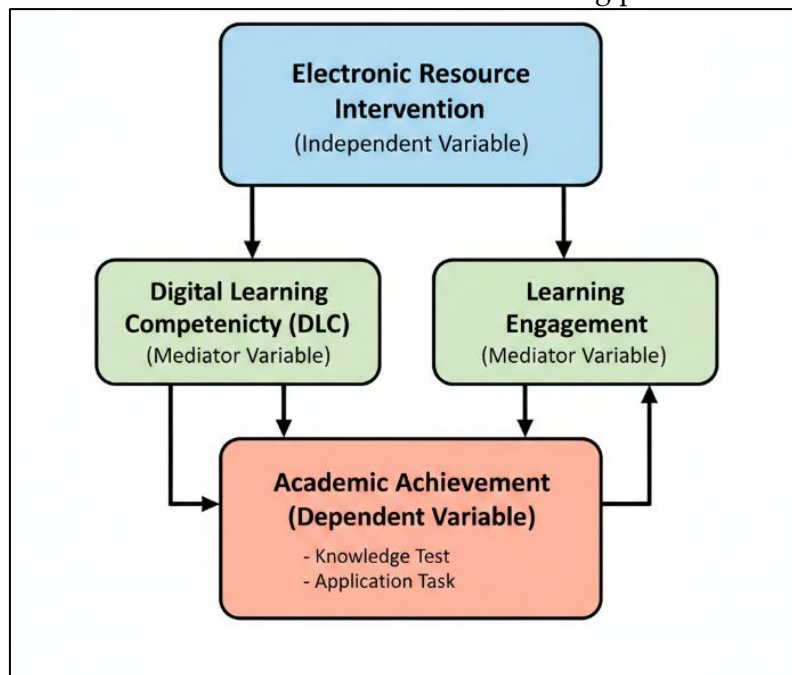 Electronic Resource
Intervention
(Independent Variable)
Digital Learning
Competenicty (DLC)
(Mediator Variable)
Learning
Engagement
(Mediator Variable)
Academic Achievement
(Dependent Variable)
- Knowledge Test
- Application Task